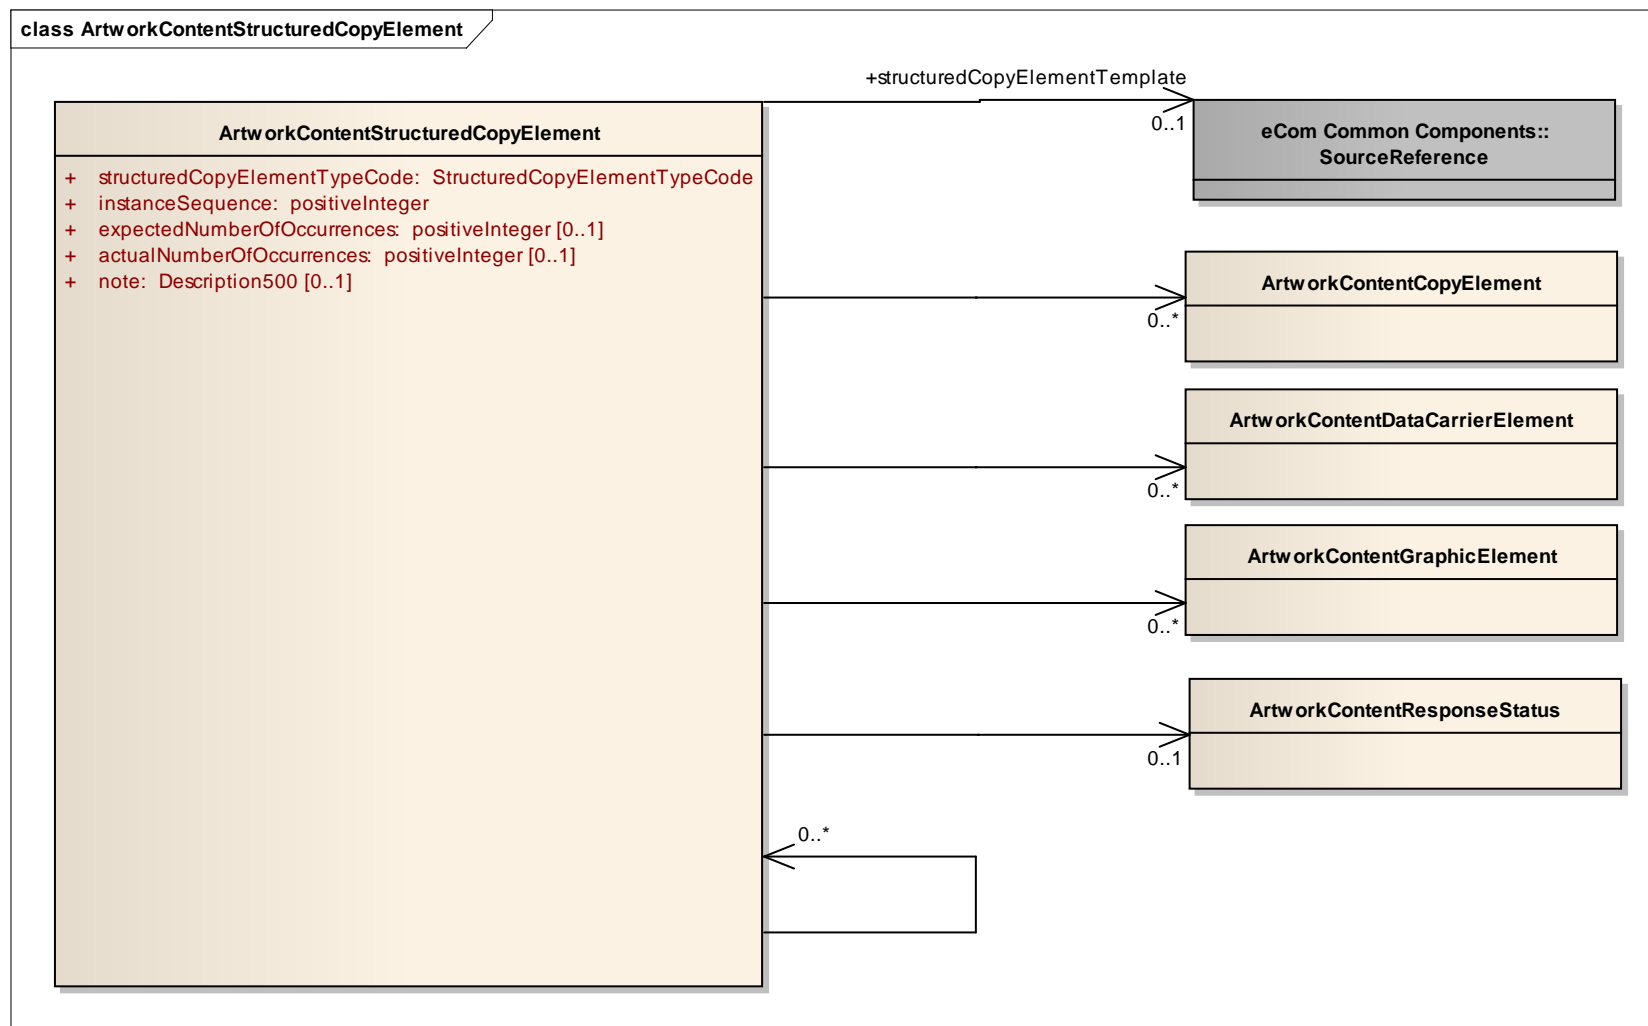 class ArtworkContentStructuredCopyElement
+structuredCopyElementTemplate
0..1
eCom Common Components::
SourceReference
ArtworkContentStructuredCopyElement
+ structuredCopyElementTypeCode: StructuredCopyElementTypeCode
+ instanceSequence: positiveInteger
+ expectedNumberOfOccurrences: positiveInteger [0..1]
+ actualNumberOfOccurrences: positiveInteger [0..1]
+ note: Description500 [0..1]
ArtworkContentCopyElement
0..*
ArtworkContentDataCarrierElement
0..*
ArtworkContentGraphicElement
0..*
ArtworkContentResponseStatus
0..1
0..*